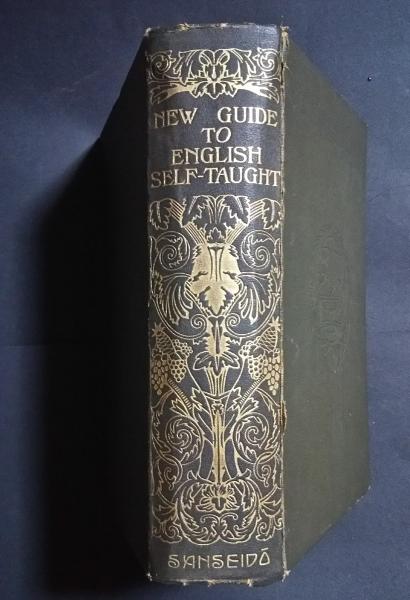 NEW GUIDE
TO
ENGLISH
SELF-TAUGHT
SANSEIDŌ